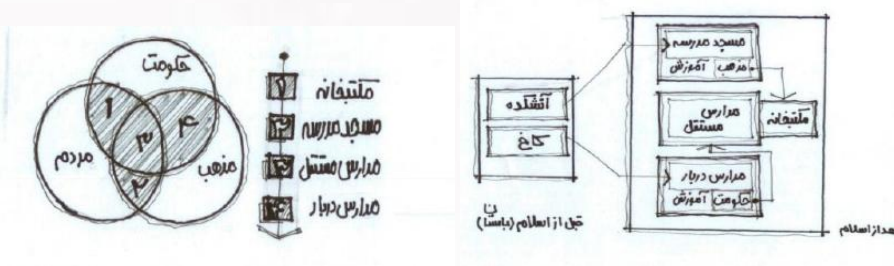 حکومت
مردم
مذهب
۱
۴
۳
۲
۱ مکتبخانه
۲ مسجد مدرسه
۳ مدارس مستقل
۴ مدارس دربار
آتشکده
کاخ
قبل از اسلام (باستان)
مسجد مدرسه
مذهب آموزش
مدارس مستقل
مکتبخانه
مدارس دربار
حکومت آموزش
بعد از اسلام